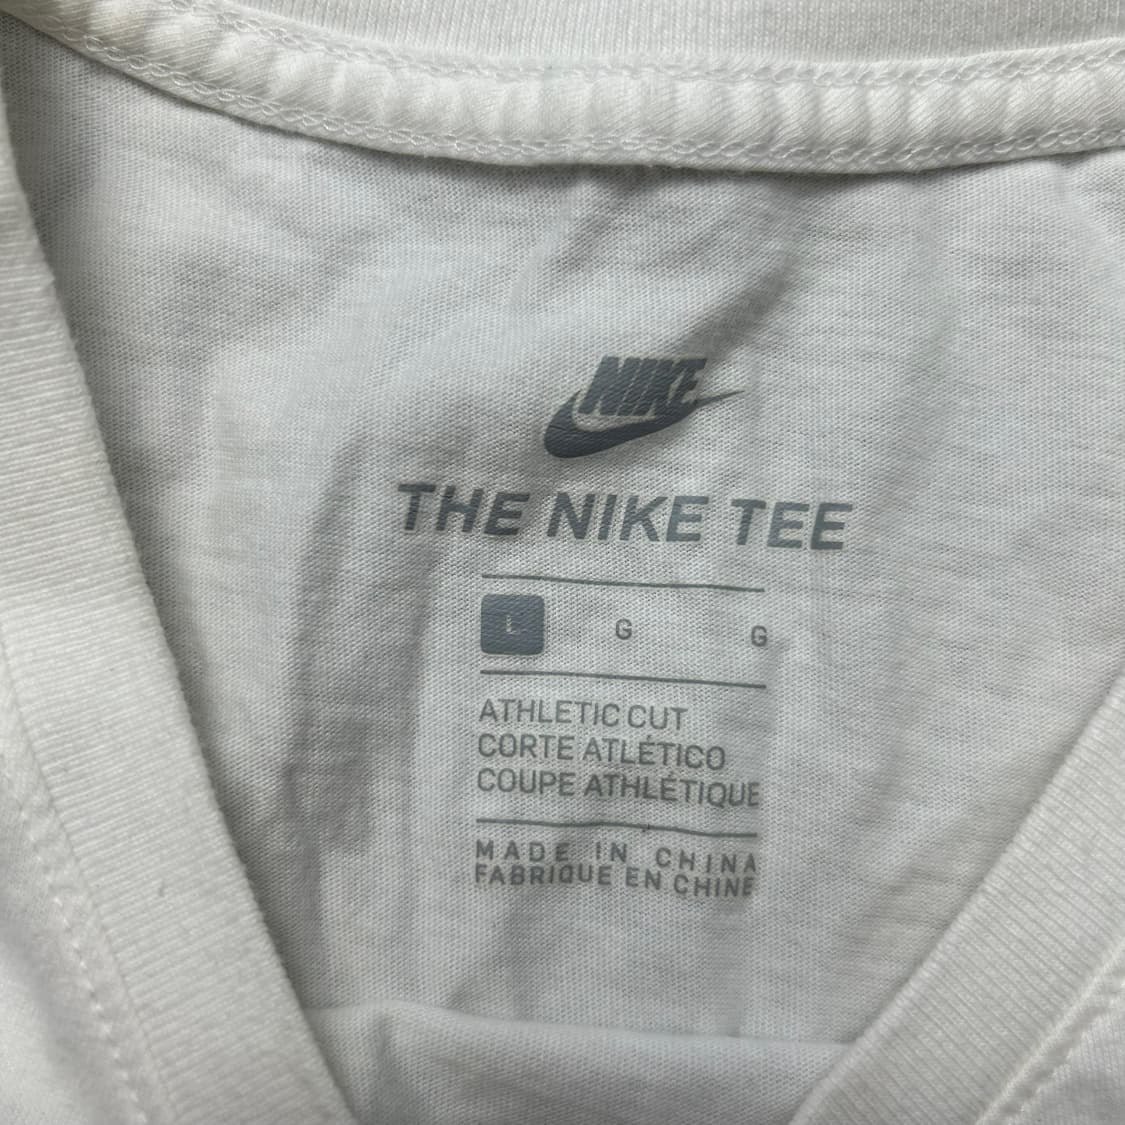 NIKE
THE NIKE TEE
L G G
ATHLETIC CUT
CORTE ATLÉTICO
COUPE ATHLÉTIQUE
MADE IN CHINA
FABRIQUE EN CHINE